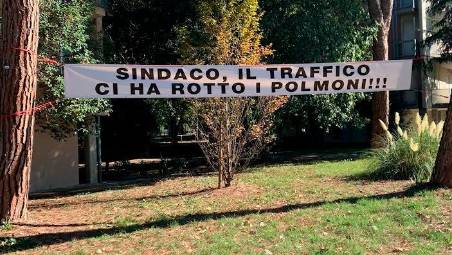 SINDACO, IL TRAFFICO
CI HA ROTTO I POLMONI!!!